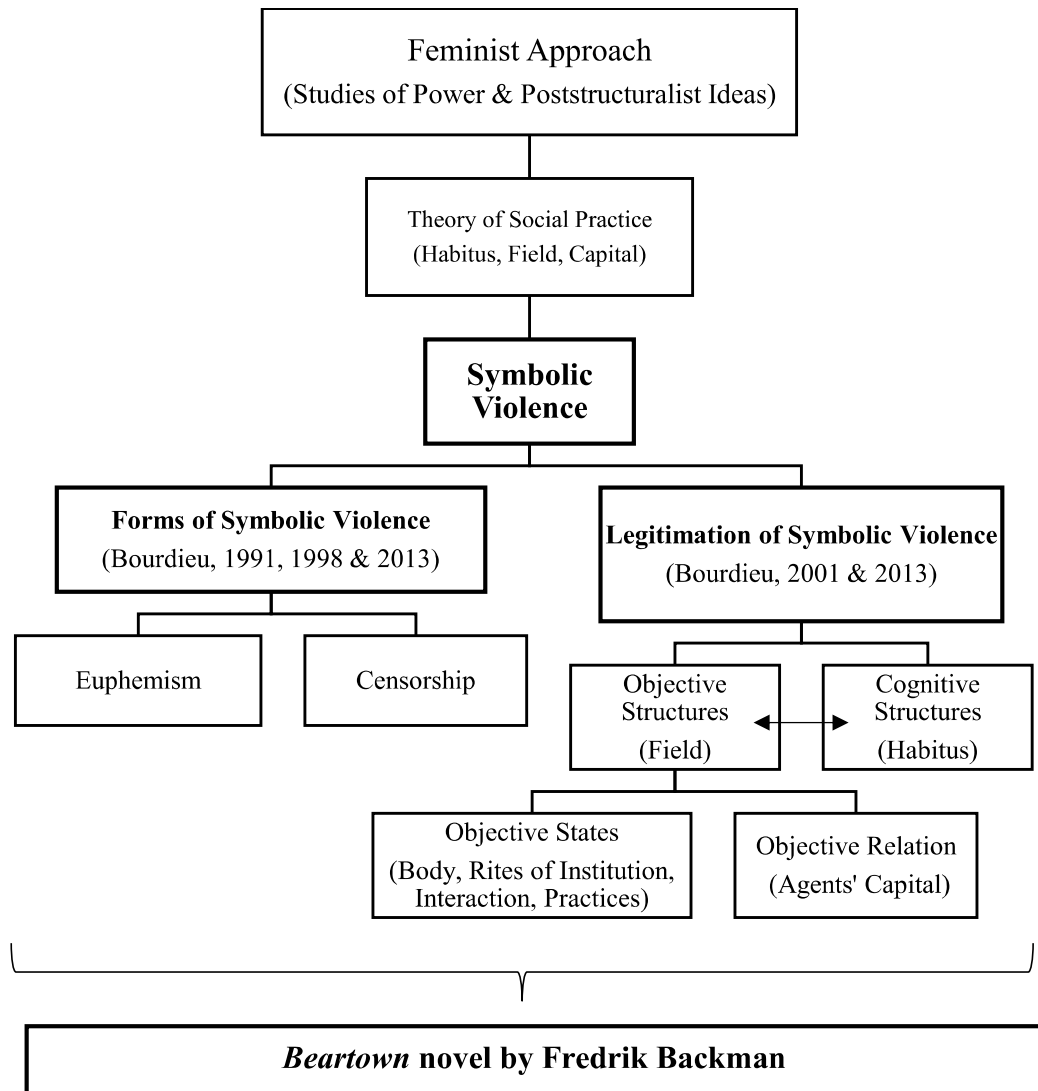 Feminist Approach
(Studies of Power & Poststructuralist Ideas)
Theory of Social Practice
(Habitus, Field, Capital)
Symbolic
Violence
Forms of Symbolic Violence
(Bourdieu, 1991, 1998 & 2013)
Legitimation of Symbolic Violence
(Bourdieu, 2001 & 2013)
Euphemism
Censorship
Objective
Structures
(Field)
Cognitive
Structures
(Habitus)
Objective States
(Body, Rites of Institution,
Interaction, Practices)
Objective Relation
(Agents' Capital)
Beartown novel by Fredrik Backman